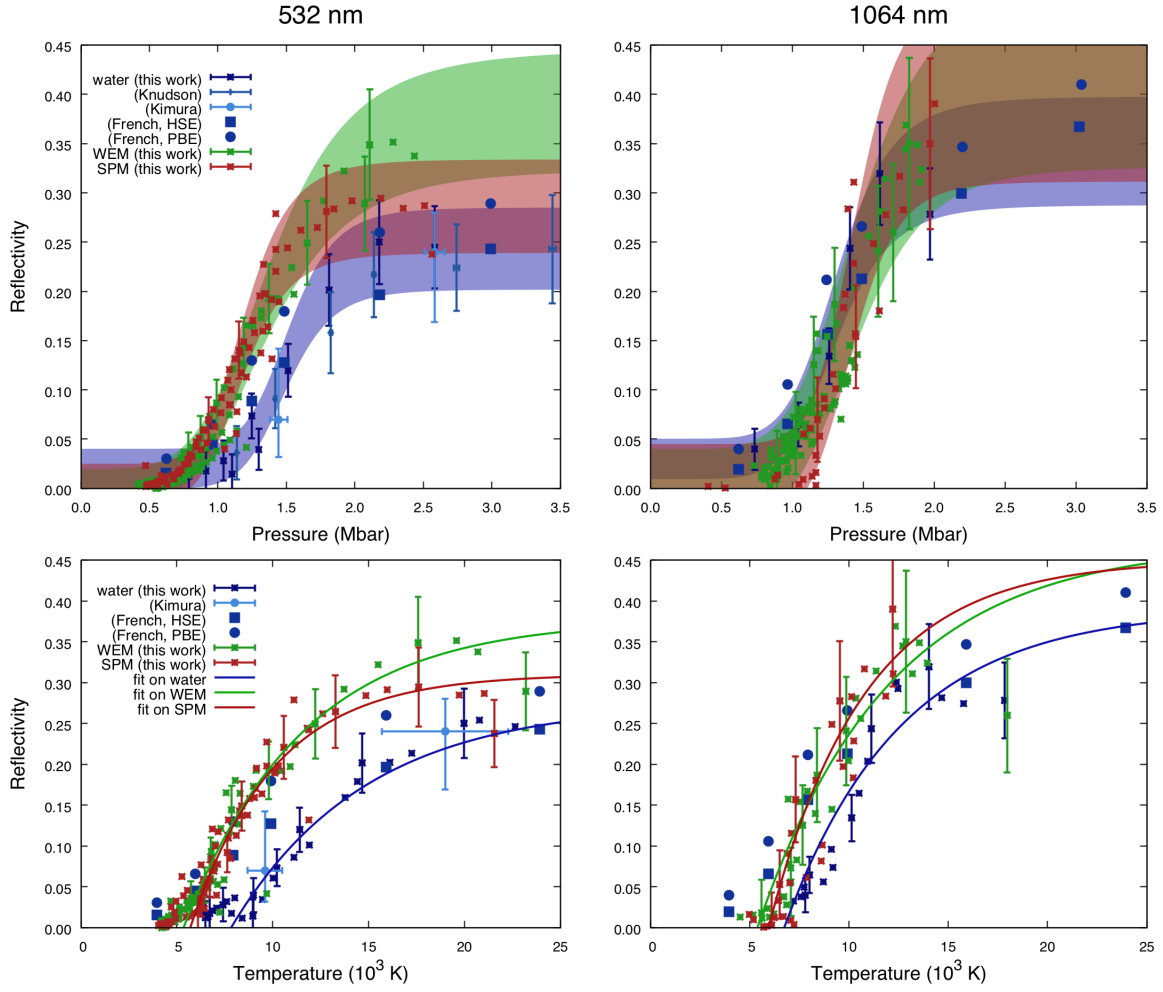 532 nm
1064 nm
0.45
0.40
0.35
0.30
0.25
0.20
0.15
0.10
0.05
0.00
Reflectivity
water (this work)
(Knudson)
(Kimura)
(French, HSE)
(French, PBE)
WEM (this work)
SPM (this work)
0.0 0.5 1.0 1.5 2.0 2.5 3.0 3.5
Pressure (Mbar)
0.45
0.40
0.35
0.30
0.25
0.20
0.15
0.10
0.05
0.00
0.0 0.5 1.0 1.5 2.0 2.5 3.0 3.5
Pressure (Mbar)
0.45
0.40
0.35
0.30
0.25
0.20
0.15
0.10
0.05
0.00
Reflectivity
water (this work)
(Kimura)
(French, HSE)
(French, PBE)
WEM (this work)
SPM (this work)
fit on water
fit on WEM
fit on SPM
0 5 10 15 20 25
Temperature (10³ K)
0.45
0.40
0.35
0.30
0.25
0.20
0.15
0.10
0.05
0.00
0 5 10 15 20 25
Temperature (10³ K)